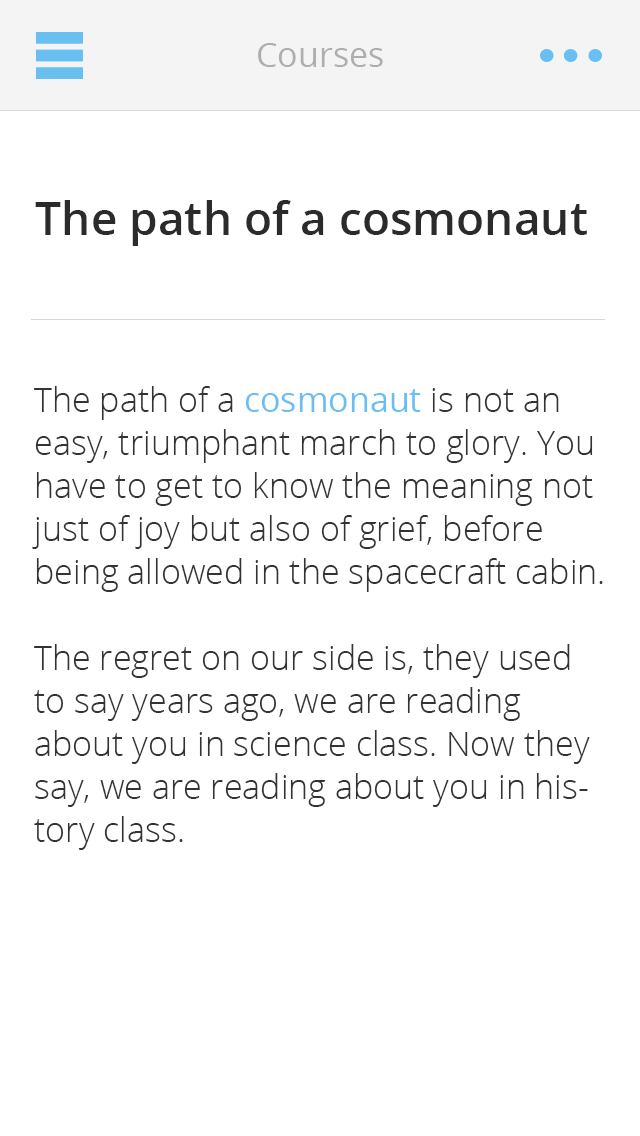 Courses
The path of a cosmonaut
The path of a cosmonaut is not an
easy, triumphant march to glory. You
have to get to know the meaning not
just of joy but also of grief, before
being allowed in the spacecraft cabin.
The regret on our side is, they used
to say years ago, we are reading
about you in science class. Now they
say, we are reading about you in his-
tory class.